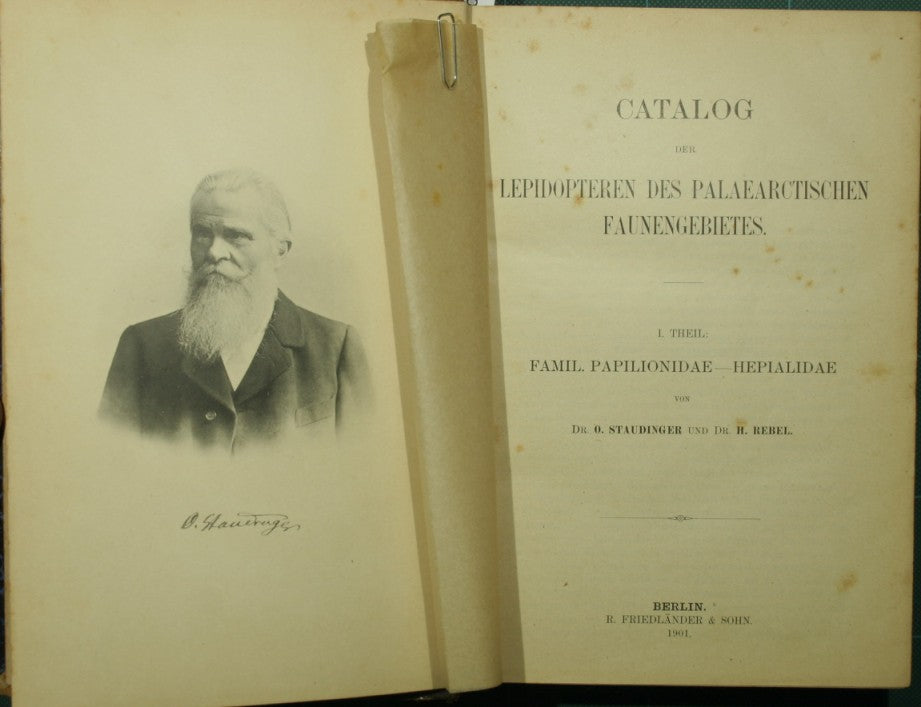 O. Staudinger
CATALOG
DER
LEPIDOPTEREN DES PALAEARCTISCHEN
FAUNENGEBIETES.
I. THEIL:
FAMIL. PAPILIONIDAE—HEPIALIDAE
VON
DR. O. STAUDINGER UND DR. H. REBEL.
BERLIN.
R. FRIEDLÄNDER & SOHN.
1901.